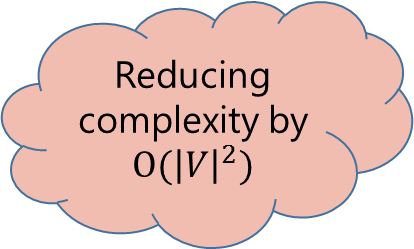 Reducing
complexity by
O(|V|²)